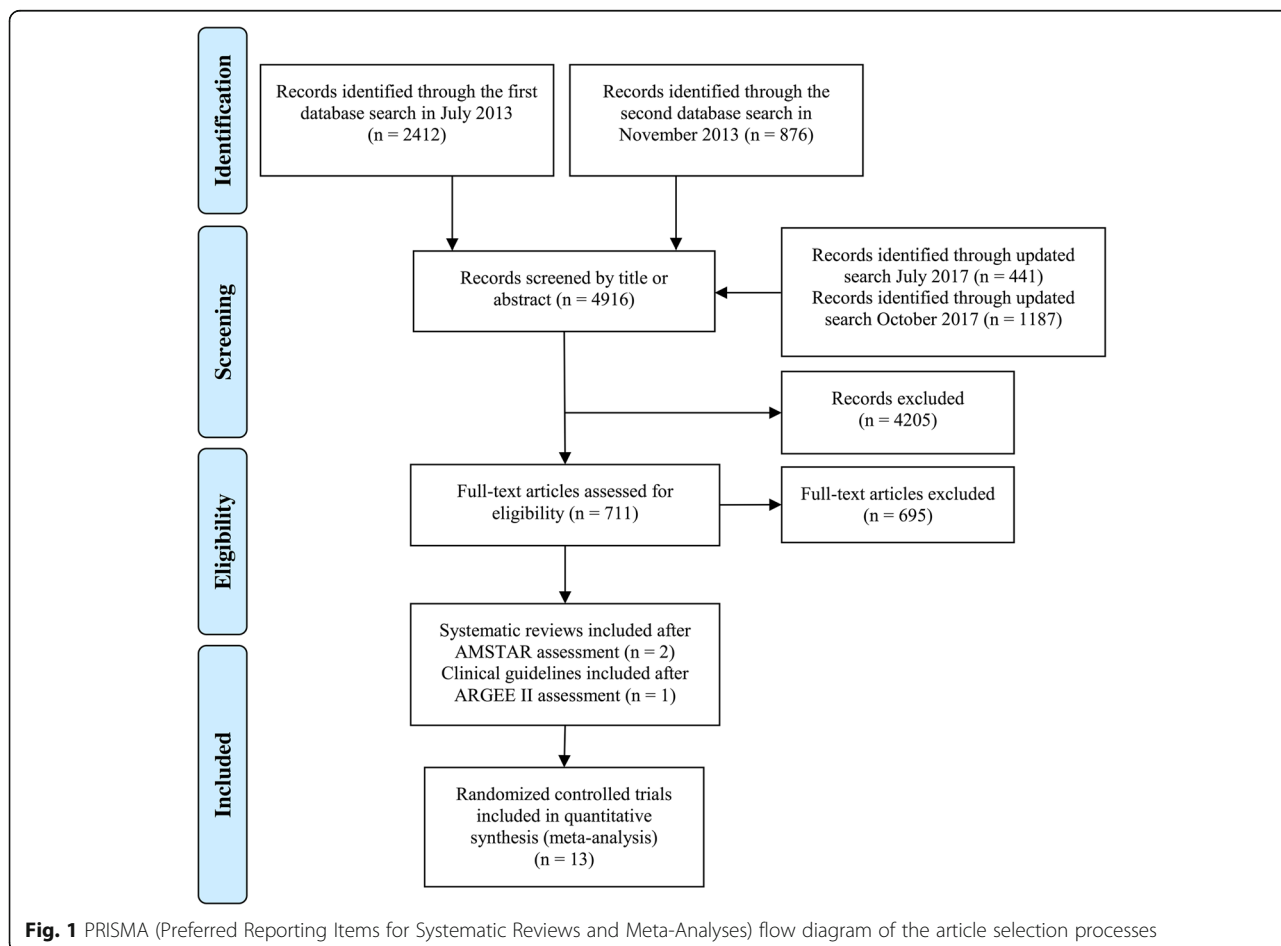 Identification
Records identified through the first
database search in July 2013
(n = 2412)
Records identified through the
second database search in
November 2013 (n = 876)
Screening
Records screened by title or
abstract (n = 4916)
Records identified through updated
search July 2017 (n = 441)
Records identified through updated
search October 2017 (n = 1187)
Records excluded
(n = 4205)
Eligibility
Full-text articles assessed for
eligibility (n = 711)
Full-text articles excluded
(n = 695)
Systematic reviews included after
AMSTAR assessment (n = 2)
Clinical guidelines included after
ARGEE II assessment (n = 1)
Included
Randomized controlled trials
included in quantitative
synthesis (meta-analysis)
(n = 13)
Fig. 1 PRISMA (Preferred Reporting Items for Systematic Reviews and Meta-Analyses) flow diagram of the article selection processes